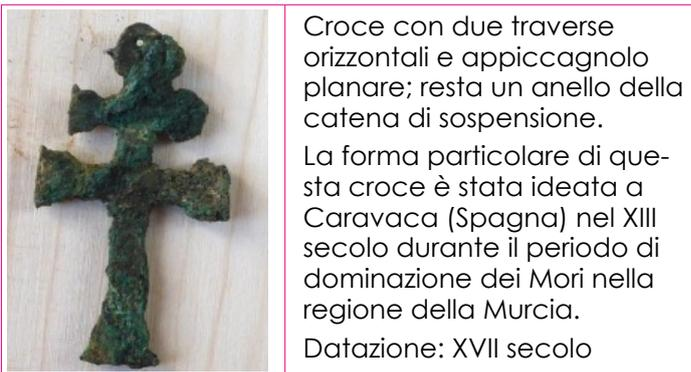 Croce con due traverse
orizzontali e appiccagnolo
planare; resta un anello della
catena di sospensione.
La forma particolare di que-
sta croce è stata ideata a
Caravaca (Spagna) nel XIII
secolo durante il periodo di
dominazione dei Mori nella
regione della Murcia.
Datazione: XVII secolo